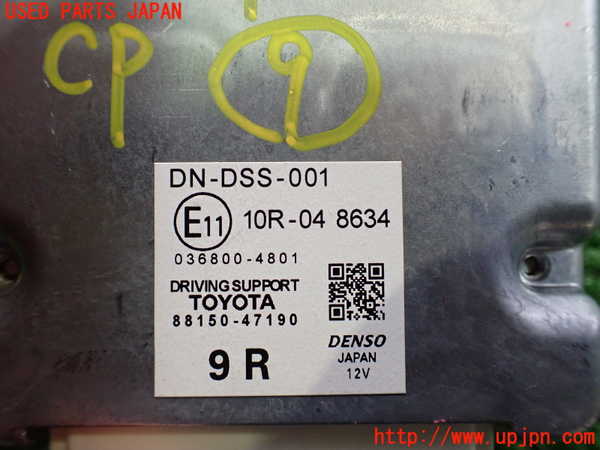 USED PARTS JAPAN
CP 9
DN-DSS-001
E11 10R-04 8634
036800-4801
DRIVING SUPPORT
TOYOTA
88150-47190
DENSO
JAPAN
9R 12V
http://www.upjpn.com/